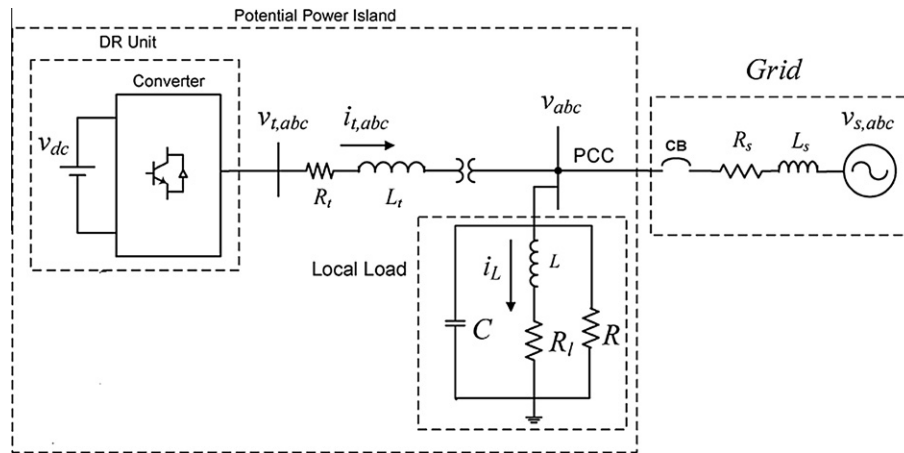 Potential Power Island
DR Unit
Converter
Grid
v_dc
v_t,abc
i_t,abc
v_abc
PCC
CB
R_s
L_s
v_s,abc
R_t
L_t
Local Load
i_L
L
C
R_l
R